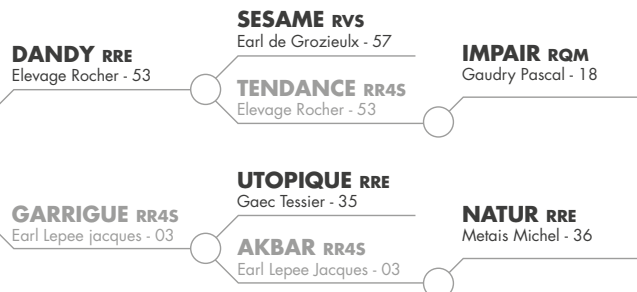 SESAME RVS
Earl de Grozieulx - 57
DANDY RRE
Elevage Rocher - 53
IMPAIR RQM
Gaudry Pascal - 18
TENDANCE RR4S
Elevage Rocher - 53
UTOPIQUE RRE
Gaec Tessier - 35
GARRIGUE RR4S
Earl Lepee jacques - 03
NATUR RRE
Metais Michel - 36
AKBAR RR4S
Earl Lepee Jacques - 03